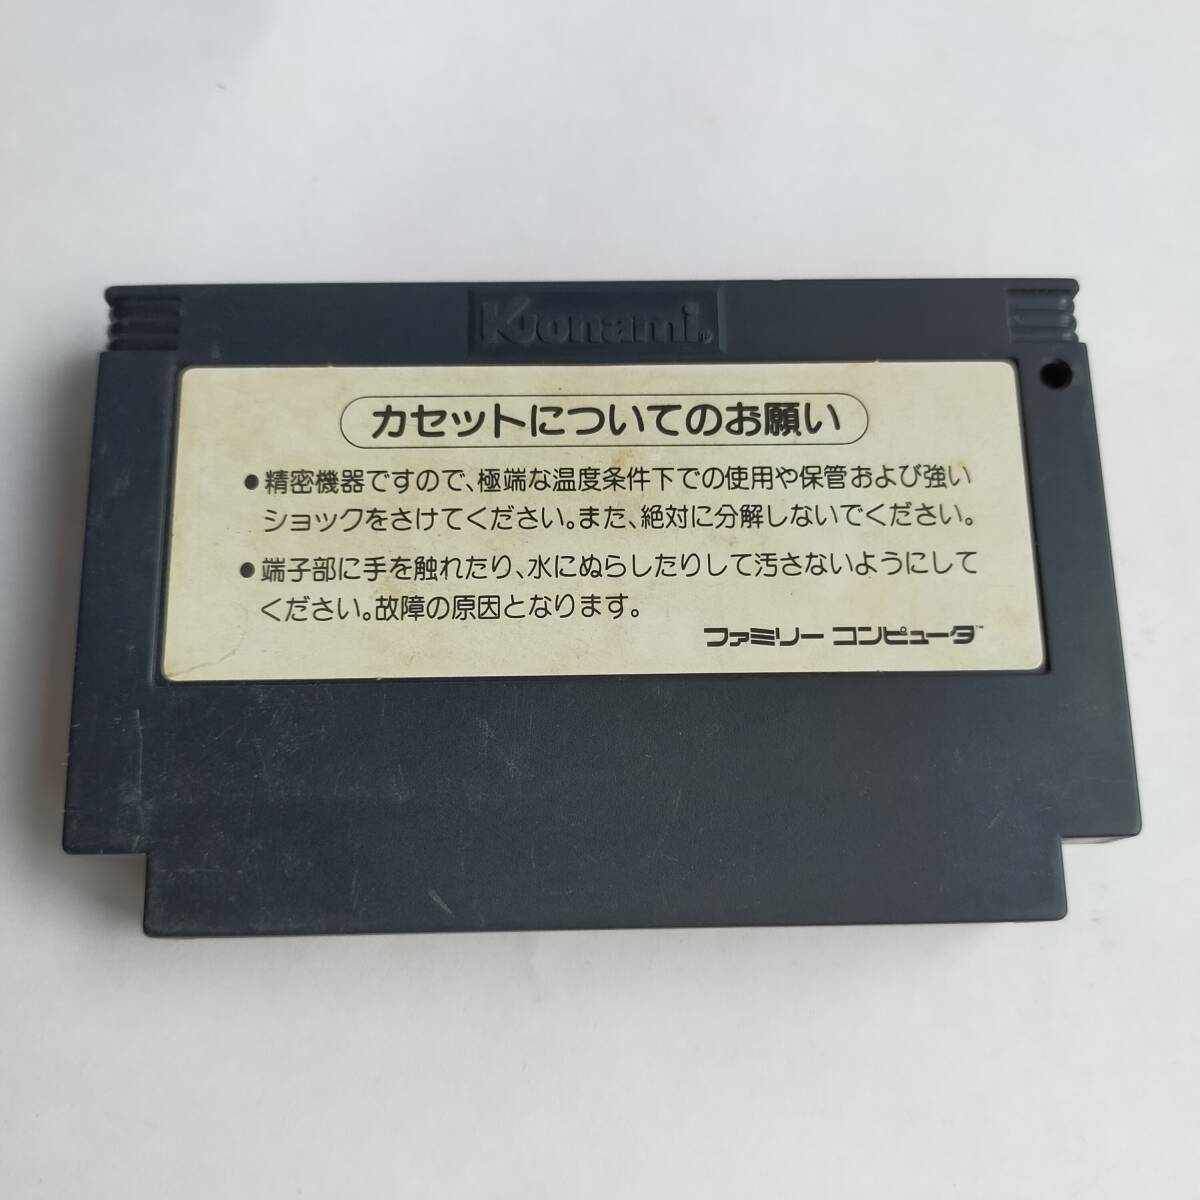 Konami®
カセットについてのお願い
●精密機器ですので、極端な温度条件下での使用や保管および強い
ショックをさけてください。また、絶対に分解しないでください。
●端子部に手を触れたり、水にぬらしたりして汚さないようにして
ください。故障の原因となります。
ファミリー コンピュータ™